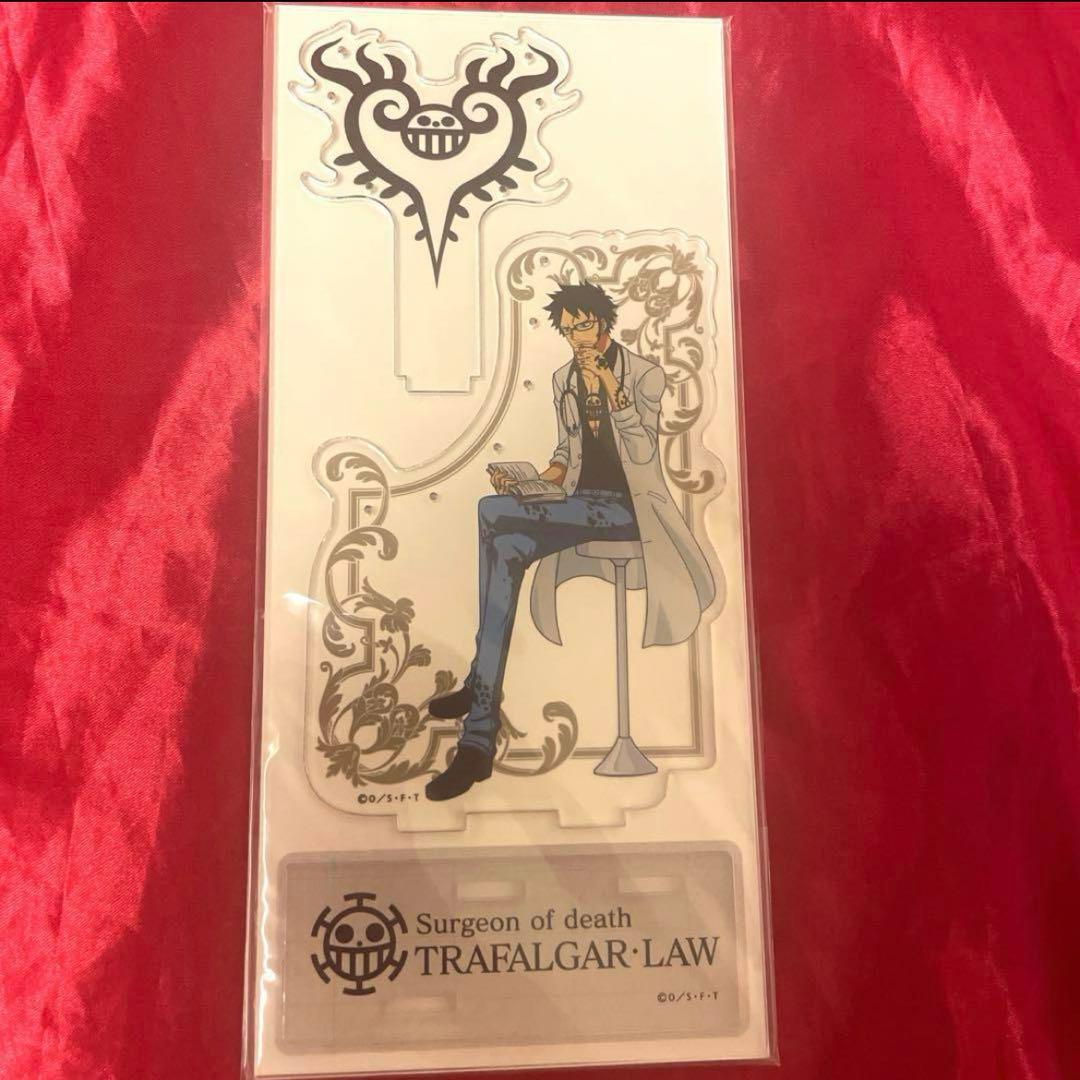 ©O/S・F・T
Surgeon of death
TRAFALGAR・LAW
©O/S・F・T